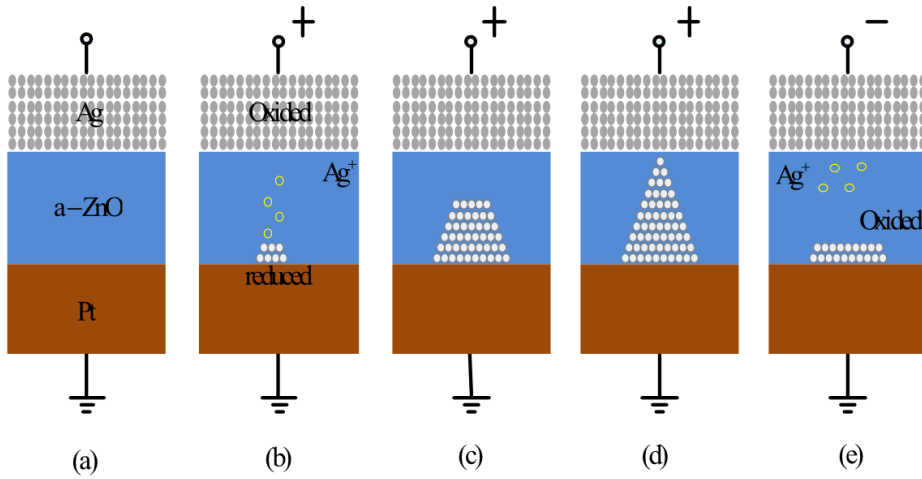 +
+
+
−
Ag
Oxided
Ag⁺
Ag⁺
a−ZnO
Oxided
reduced
Pt
(a)
(b)
(c)
(d)
(e)